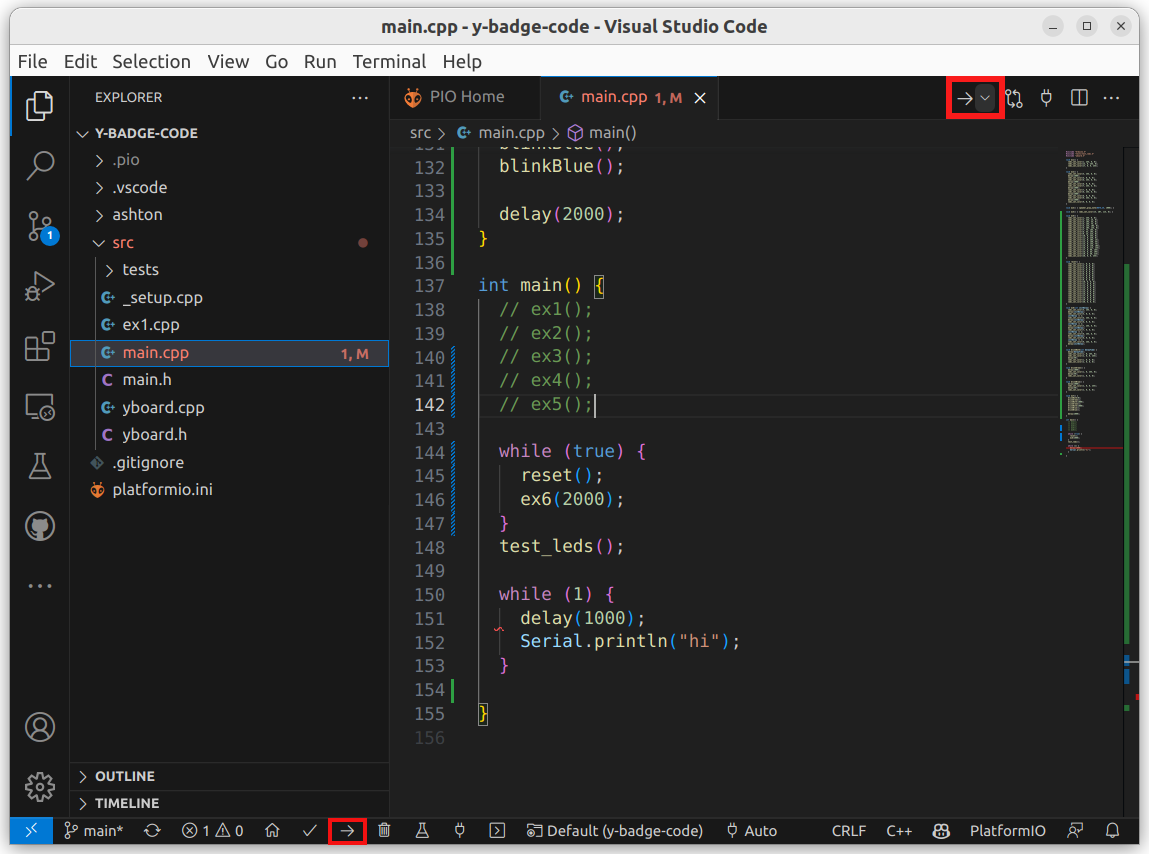 main.cpp - y-badge-code - Visual Studio Code
File Edit Selection View Go Run Terminal Help
EXPLORER
Y-BADGE-CODE
.pio
.vscode
ashton
src
tests
_setup.cpp
ex1.cpp
main.cpp 1, M
main.h
yboard.cpp
yboard.h
.gitignore
platformio.ini
OUTLINE
TIMELINE
1
PIO Home main.cpp 1, M
src > main.cpp > main()
131 blinkBlue();
132 blinkBlue();
133
134 delay(2000);
135 }
136
137 int main() {
138 // ex1();
139 // ex2();
140 // ex3();
141 // ex4();
142 // ex5();
143
144 while (true) {
145 reset();
146 ex6(2000);
147 }
148 test_leds();
149
150 while (1) {
151 delay(1000);
152 Serial.println("hi");
153 }
154
155 }
156
main* 1 0 Default (y-badge-code) Auto CRLF C++ PlatformIO